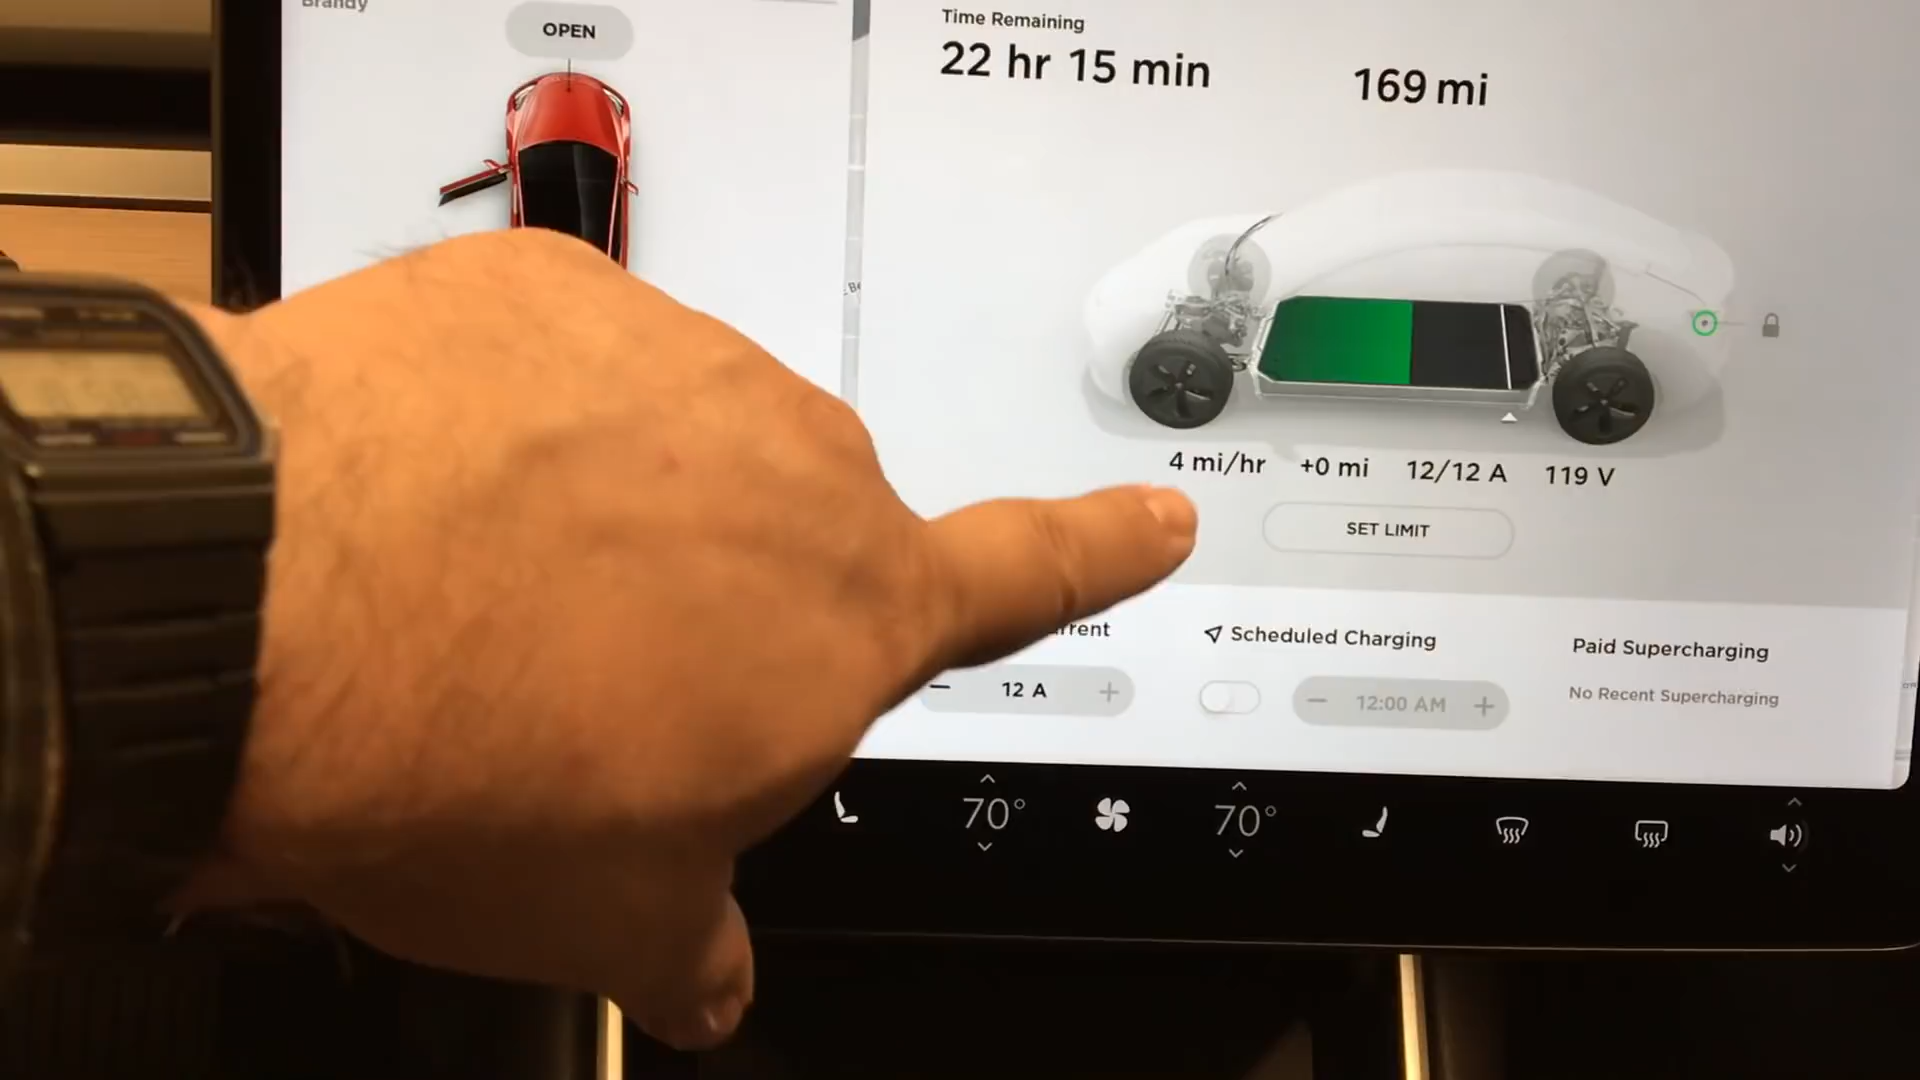 Brandy
OPEN
Time Remaining
22 hr 15 min
169 mi
4 mi/hr +0 mi 12/12 A 119 V
SET LIMIT
Scheduled Charging
Paid Supercharging
− 12 A +
− 12:00 AM +
No Recent Supercharging
70°
70°